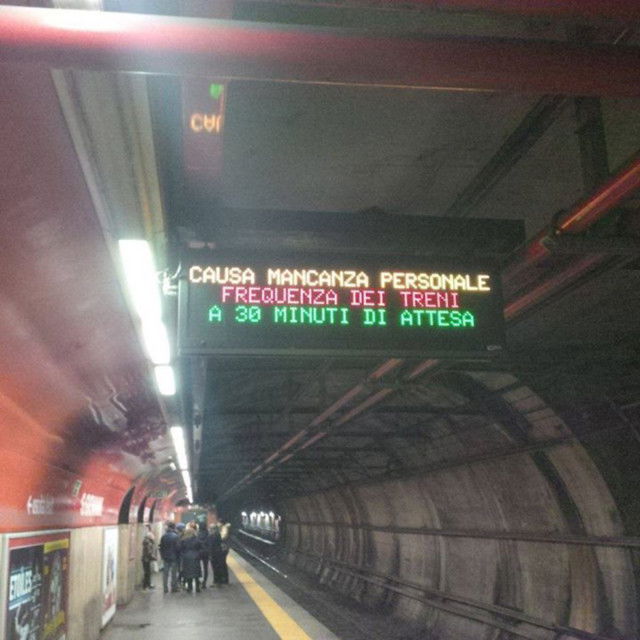 CAUSA MANCANZA PERSONALE
FREQUENZA DEI TRENI
A 30 MINUTI DI ATTESA